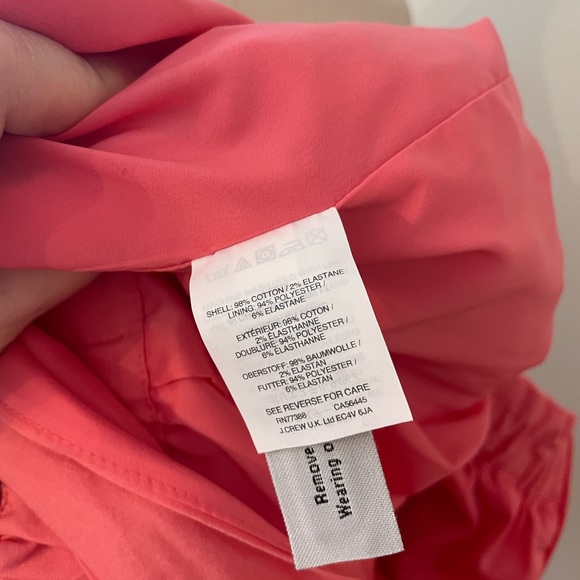 SHELL: 98% COTTON / 2% ELASTANE
LINING: 94% POLYESTER /
6% ELASTANE
EXTÉRIEUR: 98% COTON /
2% ÉLASTHANNE
DOUBLURE: 94% POLYESTER /
6% ÉLASTHANNE
OBERSTOFF: 98% BAUMWOLLE /
2% ELASTAN
FUTTER: 94% POLYESTER /
6% ELASTAN
SEE REVERSE FOR CARE
RN77388 CA56445
J.CREW U.K. Ltd EC4V 6JA
Remove
Wearing o